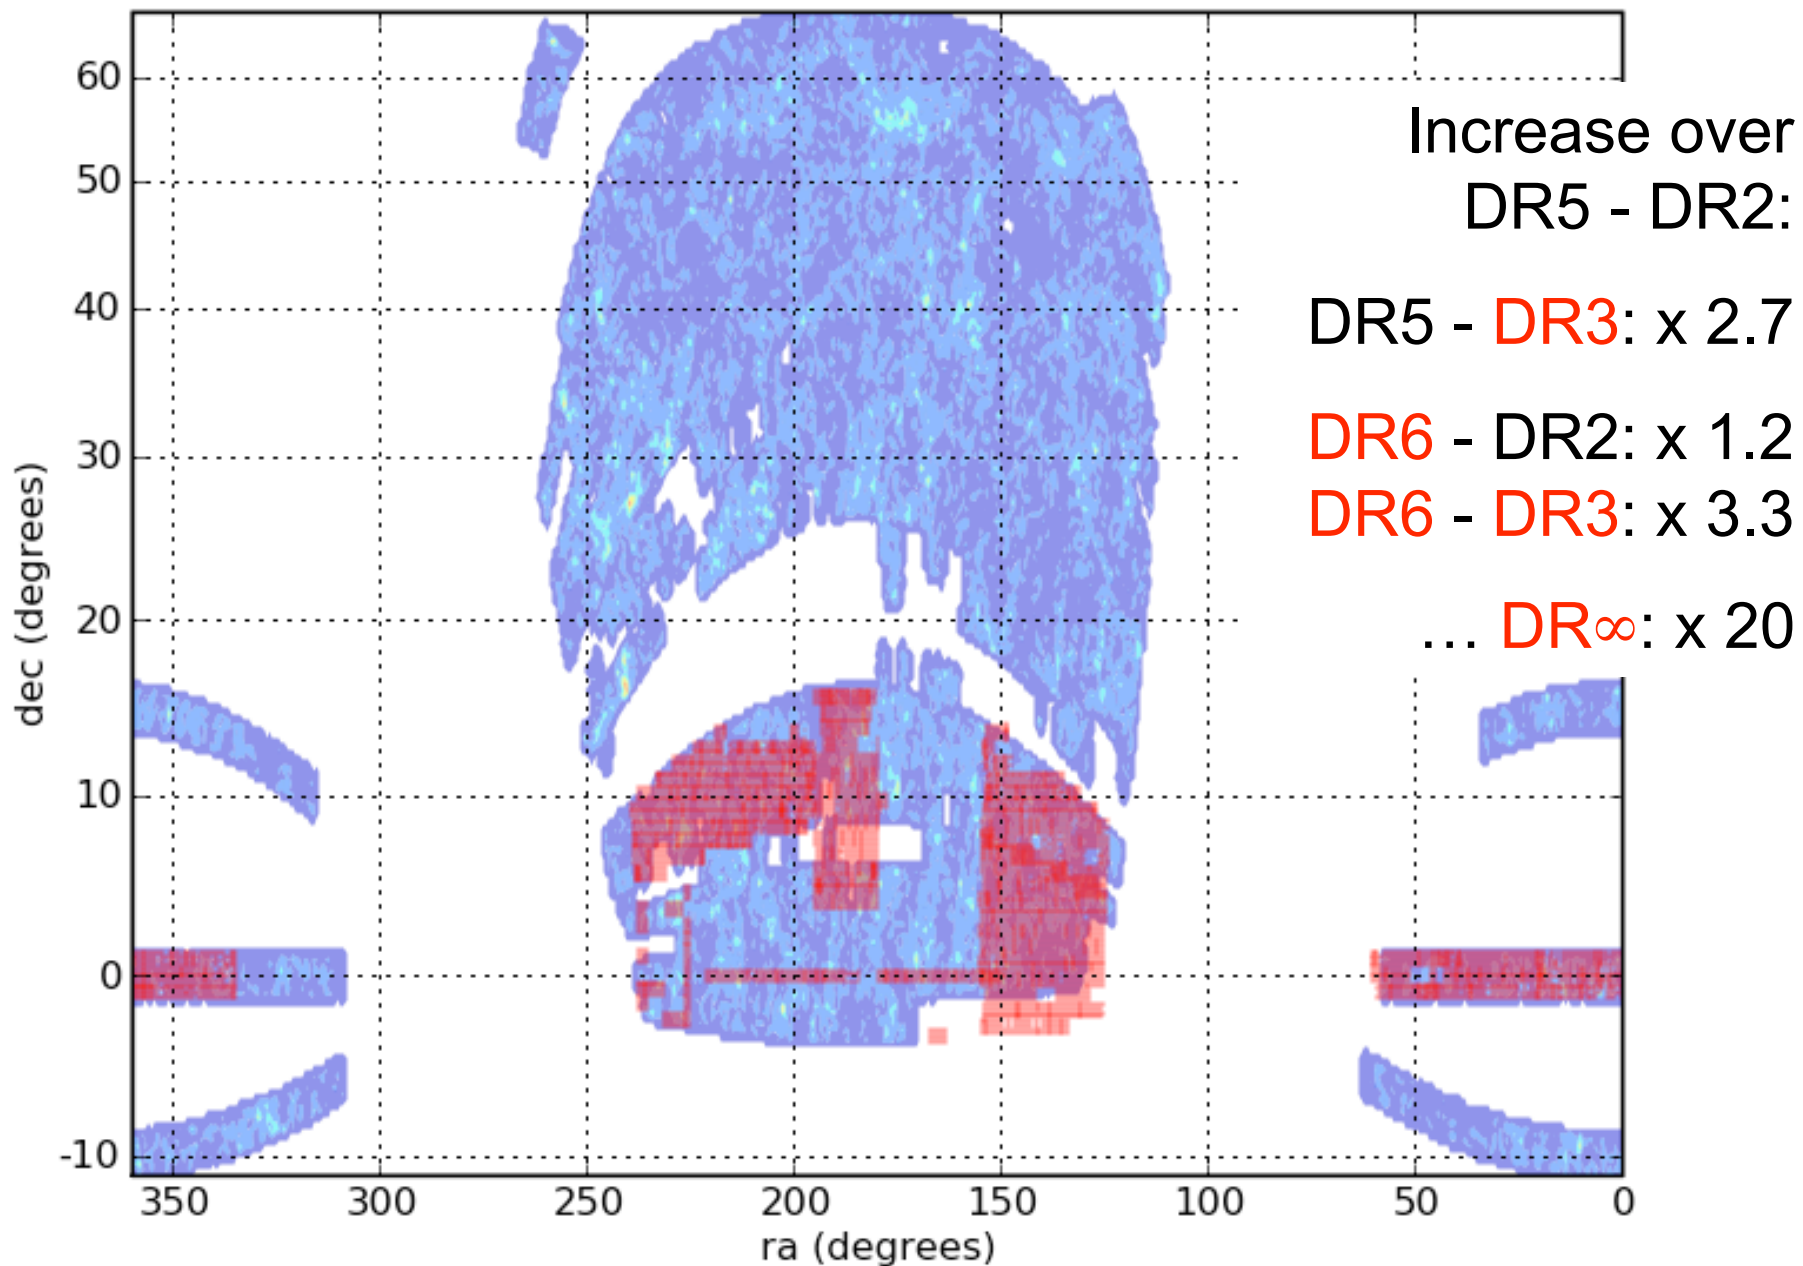 60
50
40
30
20
10
0
-10
dec (degrees)
350 300 250 200 150 100 50 0
ra (degrees)
Increase over
DR5 - DR2:
DR5 - DR3: x 2.7
DR6 - DR2: x 1.2
DR6 - DR3: x 3.3
… DR∞: x 20